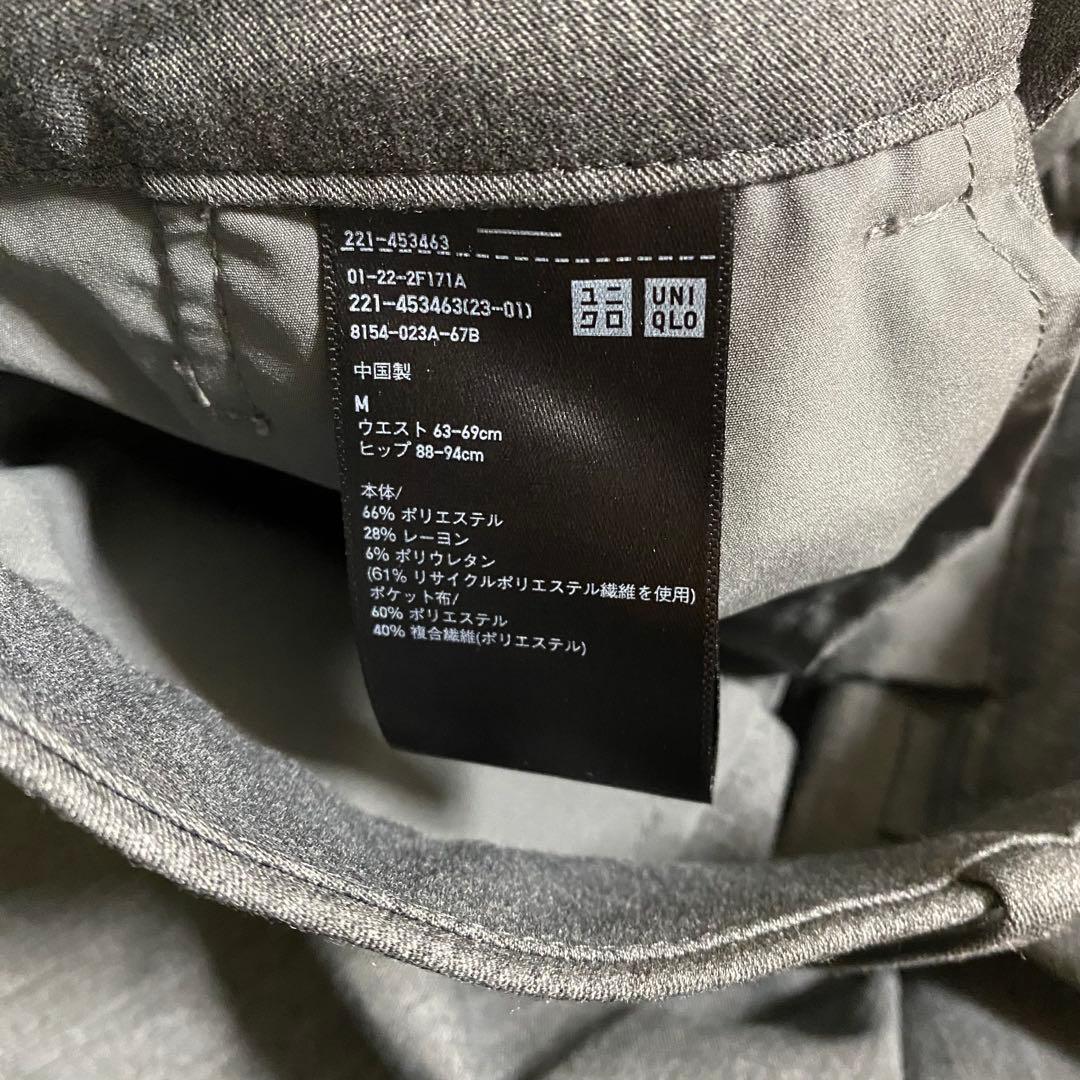 221-453463
01-22-2F171A
221-453463(23-01)
8154-023A-67B
ユニ
クロ
UNI
QLO
中国製
M
ウエスト 63-69cm
ヒップ 88-94cm
本体/
66% ポリエステル
28% レーヨン
6% ポリウレタン
(61% リサイクルポリエステル繊維を使用)
ポケット布/
60% ポリエステル
40% 複合繊維(ポリエステル)